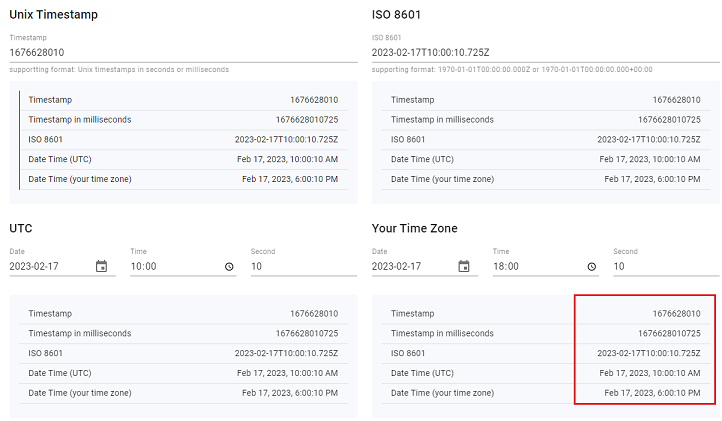 Unix Timestamp
Timestamp
1676628010
supportting format: Unix timestamps in seconds or milliseconds
Timestamp 1676628010
Timestamp in milliseconds 1676628010725
ISO 8601 2023-02-17T10:00:10.725Z
Date Time (UTC) Feb 17, 2023, 10:00:10 AM
Date Time (your time zone) Feb 17, 2023, 6:00:10 PM
ISO 8601
ISO 8601
2023-02-17T10:00:10.725Z
supporting format: 1970-01-01T00:00:00.000Z or 1970-01-01T00:00:00.000+00:00
Timestamp 1676628010
Timestamp in milliseconds 1676628010725
ISO 8601 2023-02-17T10:00:10.725Z
Date Time (UTC) Feb 17, 2023, 10:00:10 AM
Date Time (your time zone) Feb 17, 2023, 6:00:10 PM
UTC
Date Time Second
2023-02-17 10:00 10
Timestamp 1676628010
Timestamp in milliseconds 1676628010725
ISO 8601 2023-02-17T10:00:10.725Z
Date Time (UTC) Feb 17, 2023, 10:00:10 AM
Date Time (your time zone) Feb 17, 2023, 6:00:10 PM
Your Time Zone
Date Time Second
2023-02-17 18:00 10
Timestamp 1676628010
Timestamp in milliseconds 1676628010725
ISO 8601 2023-02-17T10:00:10.725Z
Date Time (UTC) Feb 17, 2023, 10:00:10 AM
Date Time (your time zone) Feb 17, 2023, 6:00:10 PM